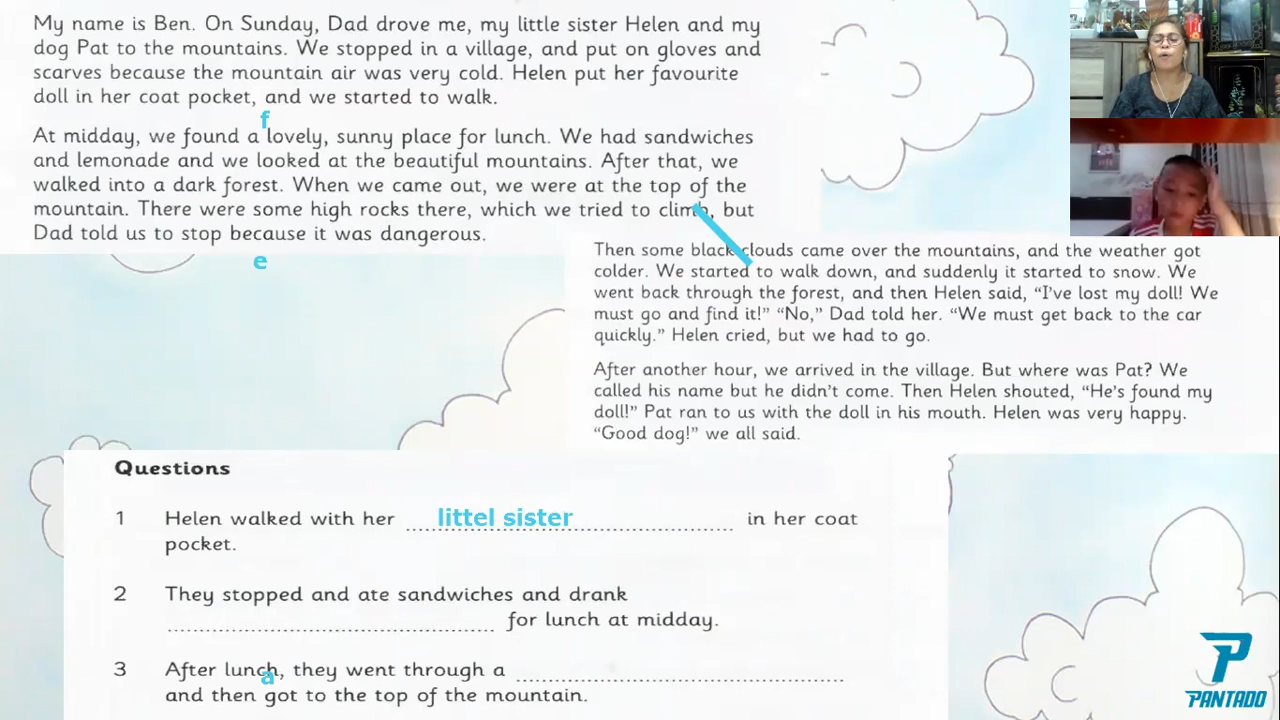 My name is Ben. On Sunday, Dad drove me, my little sister Helen and my
dog Pat to the mountains. We stopped in a village, and put on gloves and
scarves because the mountain air was very cold. Helen put her favourite
doll in her coat pocket, and we started to walk.
f
At midday, we found a lovely, sunny place for lunch. We had sandwiches
and lemonade and we looked at the beautiful mountains. After that, we
walked into a dark forest. When we came out, we were at the top of the
mountain. There were some high rocks there, which we tried to climb, but
Dad told us to stop because it was dangerous.
e
Then some black clouds came over the mountains, and the weather got
colder. We started to walk down, and suddenly it started to snow. We
went back through the forest, and then Helen said, “I’ve lost my doll! We
must go and find it!” “No,” Dad told her. “We must get back to the car
quickly.” Helen cried, but we had to go.
After another hour, we arrived in the village. But where was Pat? We
called his name but he didn’t come. Then Helen shouted, “He’s found my
doll!” Pat ran to us with the doll in his mouth. Helen was very happy.
“Good dog!” we all said.
Questions
1 Helen walked with her littel sister in her coat
pocket.
2 They stopped and ate sandwiches and drank
for lunch at midday.
3 After lunch, they went through a
a
and then got to the top of the mountain.
PANTADO